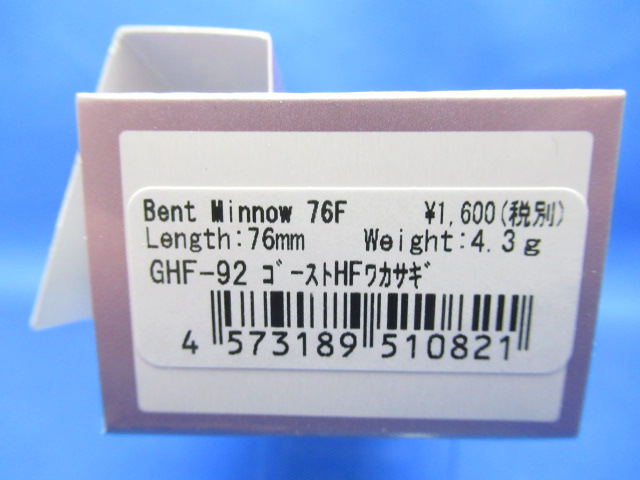 Bent Minnow 76F ¥1,600(税別)
Length:76mm Weight:4.3g
GHF-92 ｺﾞｰｽﾄHFﾜｶｻｷﾞ
4 573189 510821